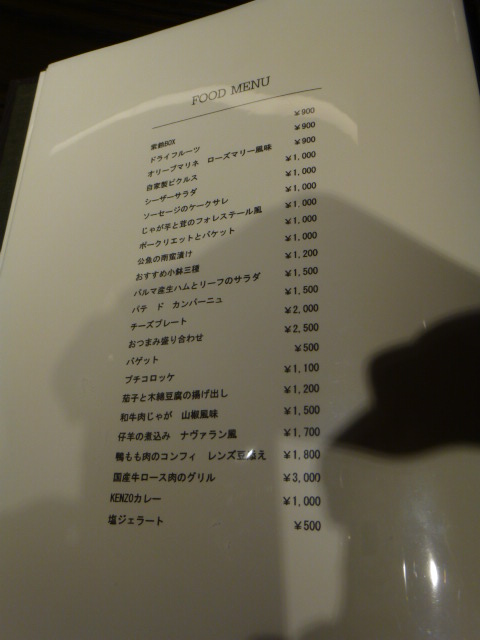 FOOD MENU
BOX ¥900
ドライフルーツ ¥900
オリーブマリネ　ローズマリー風味 ¥900
自家製ピクルス ¥1,000
シーザーサラダ ¥1,000
ソーセージのケークサレ ¥1,000
じゃが芋と茸のフォレステール風 ¥1,000
ポークリエットとバケット ¥1,000
公魚の南蛮漬け ¥1,000
おすすめ小鉢三種 ¥1,200
パルマ産生ハムとリーフのサラダ ¥1,500
パテ　ド　カンパーニュ ¥1,500
チーズプレート ¥2,000
おつまみ盛り合わせ ¥2,500
バゲット ¥500
プチコロッケ ¥1,100
茄子と木綿豆腐の揚げ出し ¥1,200
和牛肉じゃが　山椒風味 ¥1,500
仔羊の煮込み　ナヴァラン風 ¥1,700
鴨もも肉のコンフィ　レンズ豆添え ¥1,800
国産牛ロース肉のグリル ¥3,000
KENZOカレー ¥1,000
塩ジェラート ¥500